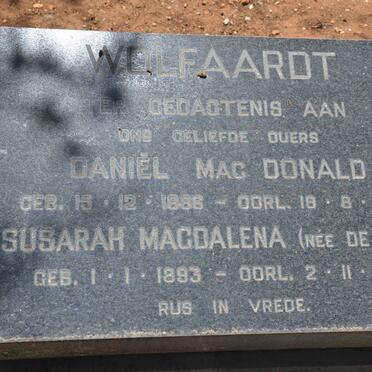 WOLFAARDT
TER GEDAGTENIS AAN
ONS GELIEFDE OUERS
DANIËL MAC DONALD
GEB. 15 · 12 · 1886 – OORL. 19 · 8 ·
SUSARAH MAGDALENA (NÉE DE
GEB. 1 · 1 · 1893 – OORL. 2 · 11 ·
RUS IN VREDE.